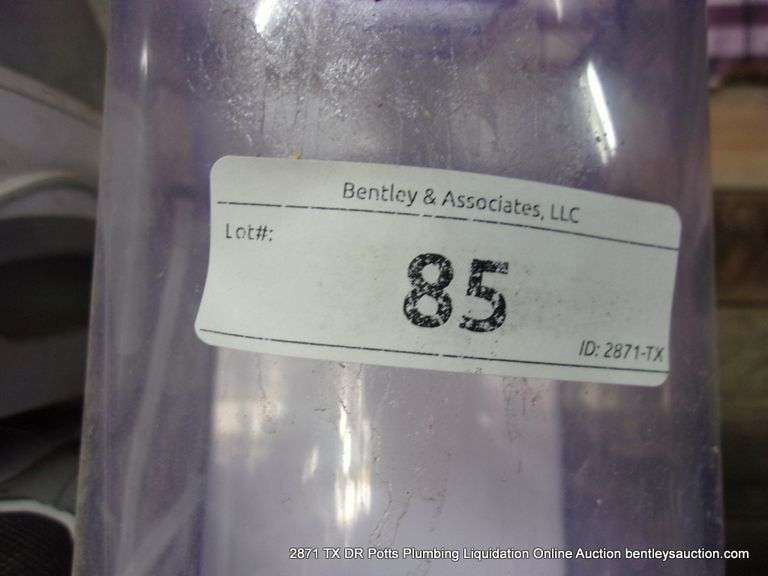 Bentley & Associates, LLC
Lot#:
85
ID: 2871-TX
2871 TX DR Potts Plumbing Liquidation Online Auction bentleysauction.com